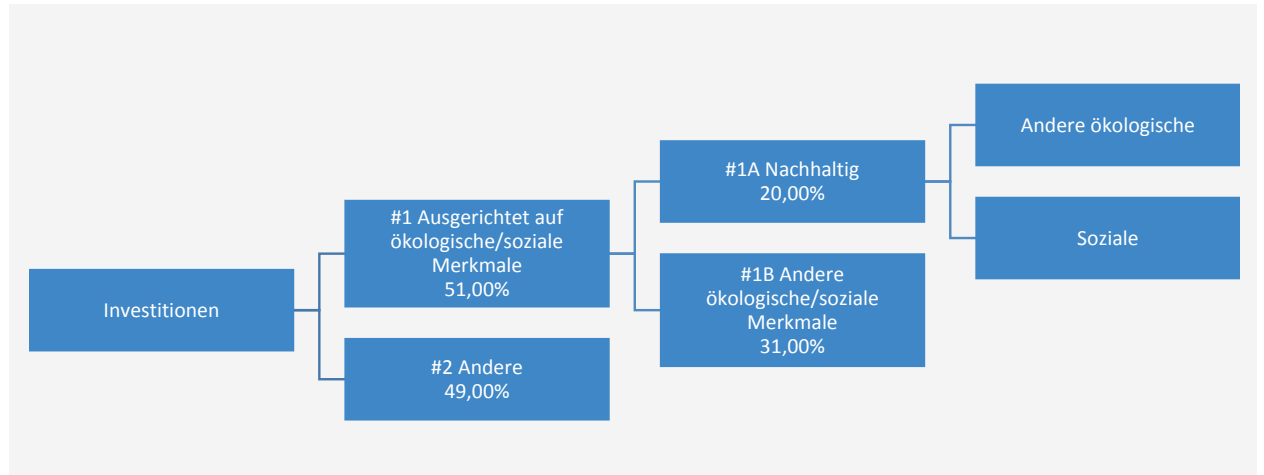 Investitionen
#1 Ausgerichtet auf
ökologische/soziale
Merkmale
51,00%
#2 Andere
49,00%
#1A Nachhaltig
20,00%
#1B Andere
ökologische/soziale
Merkmale
31,00%
Andere ökologische
Soziale